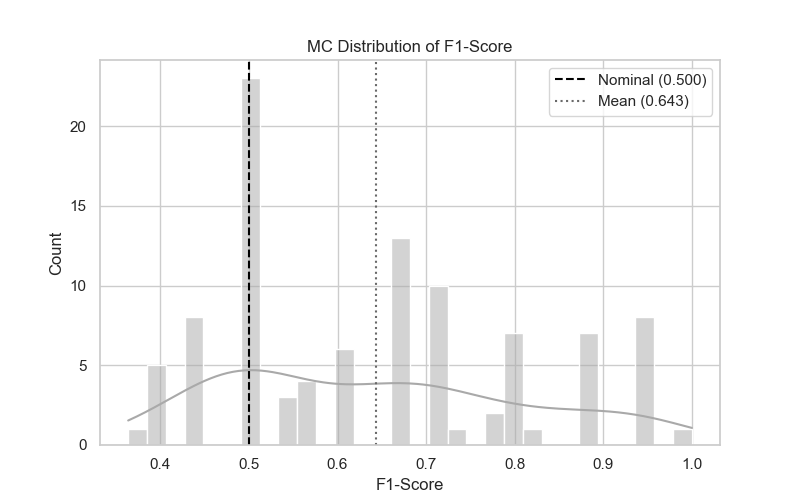 MC Distribution of F1-Score
Nominal (0.500)
Mean (0.643)
Count
20
15
10
5
0
0.4 0.5 0.6 0.7 0.8 0.9 1.0
F1-Score